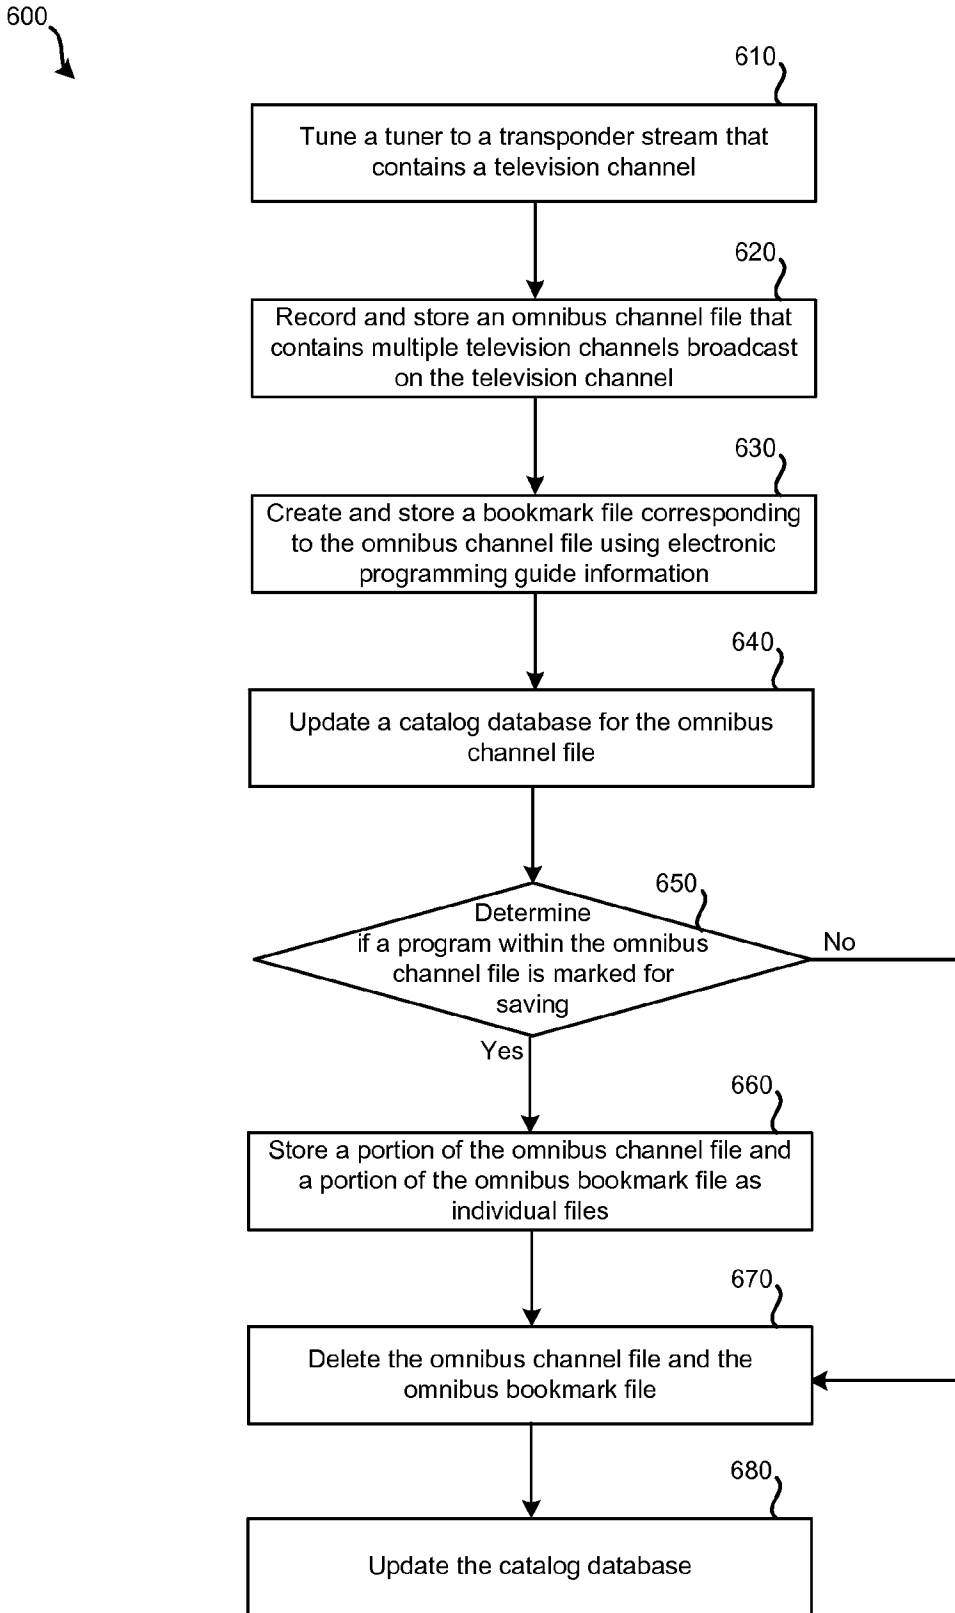 600
610
Tune a tuner to a transponder stream that
contains a television channel
620
Record and store an omnibus channel file that
contains multiple television channels broadcast
on the television channel
630
Create and store a bookmark file corresponding
to the omnibus channel file using electronic
programming guide information
640
Update a catalog database for the omnibus
channel file
650
Determine
if a program within the omnibus
channel file is marked for
saving
No
Yes
660
Store a portion of the omnibus channel file and
a portion of the omnibus bookmark file as
individual files
670
Delete the omnibus channel file and the
omnibus bookmark file
680
Update the catalog database